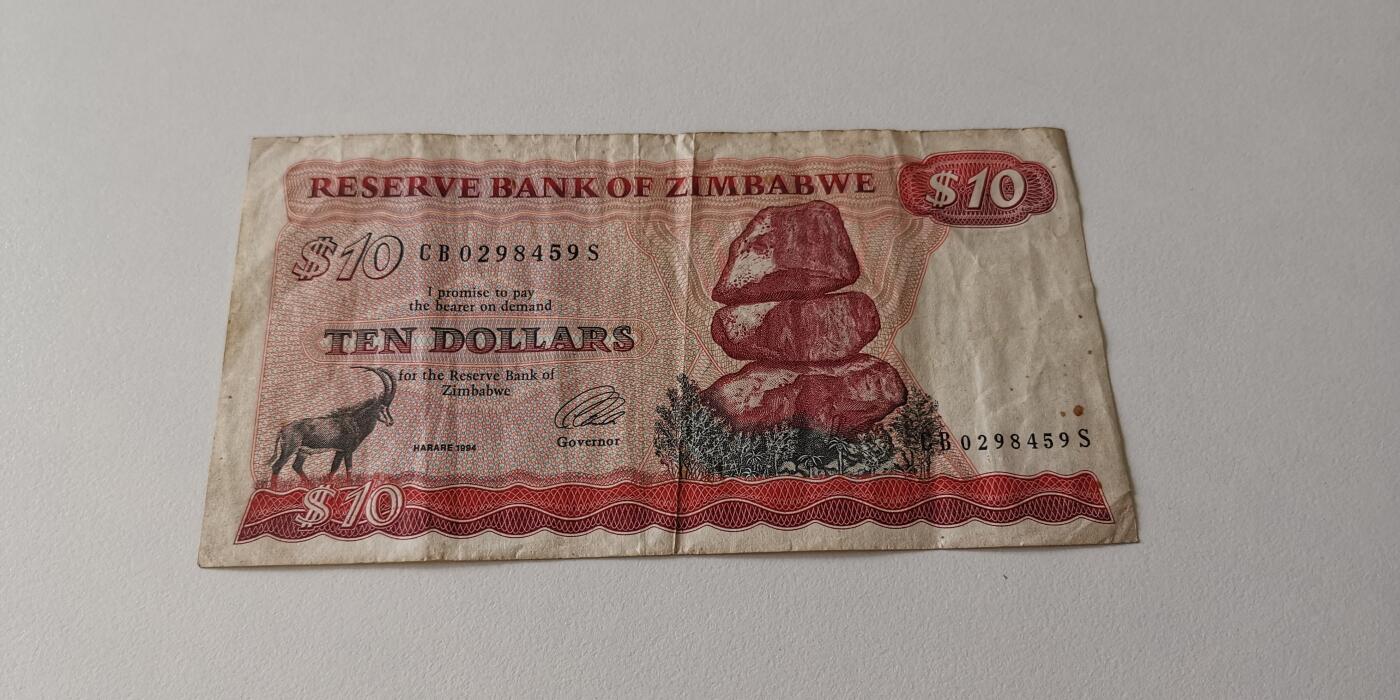 RESERVE BANK OF ZIMBABWE
$10
$10 CB0298459S
I promise to pay
the bearer on demand
TEN DOLLARS
for the Reserve Bank of
Zimbabwe
Governor
HARARE 1994
CB0298459S
$10